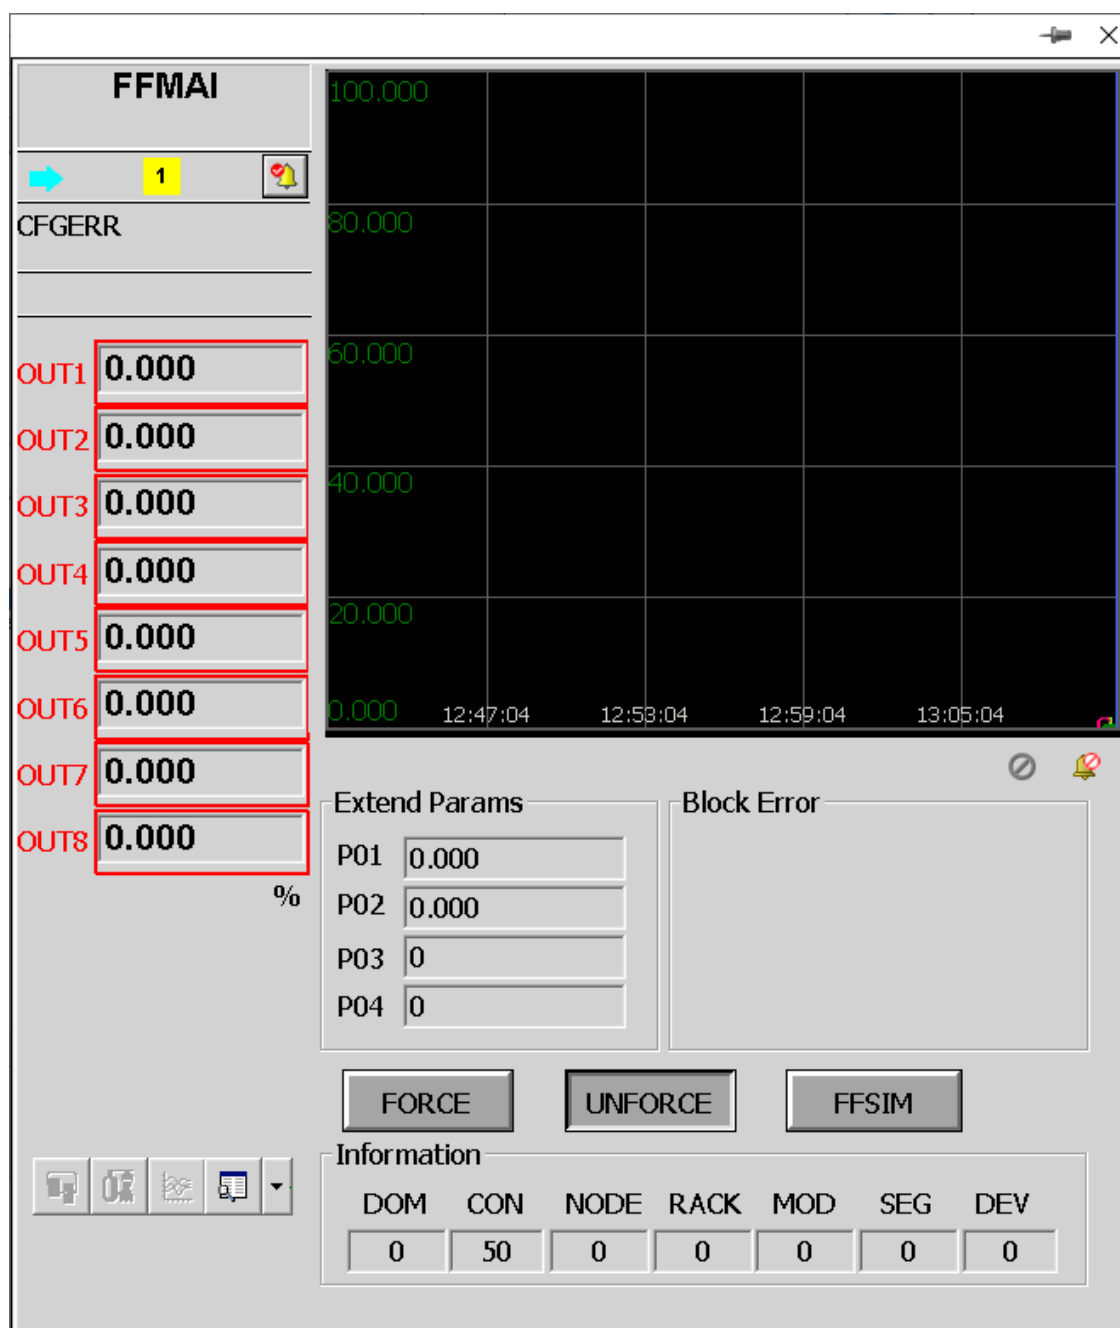 FFMAI
1
CFGERR
OUT1 0.000
OUT2 0.000
OUT3 0.000
OUT4 0.000
OUT5 0.000
OUT6 0.000
OUT7 0.000
OUT8 0.000
%
100.000
80.000
60.000
40.000
20.000
0.000 12:47:04 12:53:04 12:59:04 13:05:04
Extend Params
P01 0.000
P02 0.000
P03 0
P04 0
Block Error
FORCE UNFORCE FFSIM
Information
DOM CON NODE RACK MOD SEG DEV
0 50 0 0 0 0 0